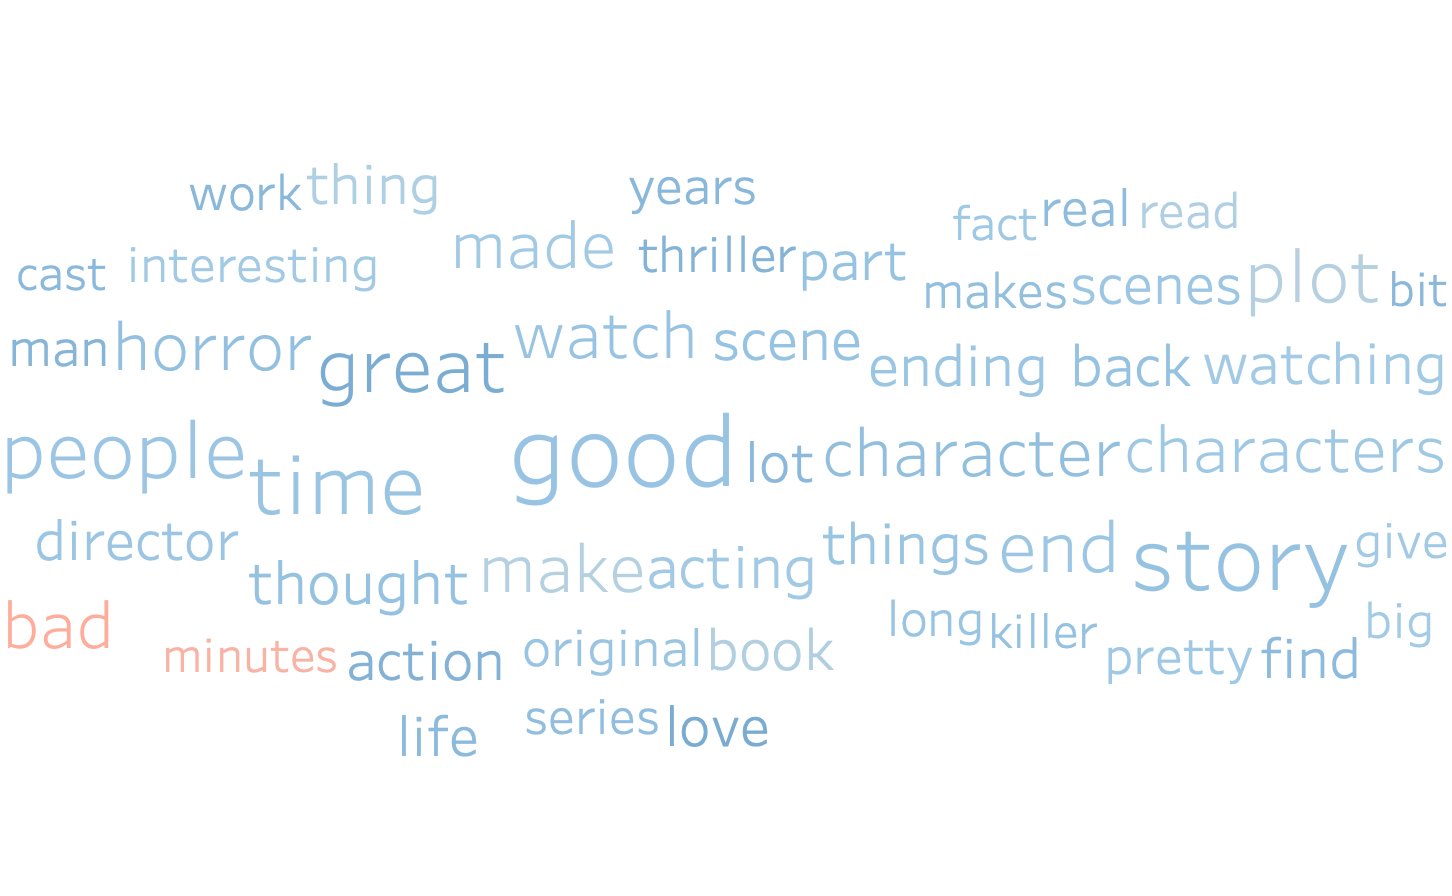 work thing years
fact real read
cast interesting made thriller part
makes scenes plot bit
man horror great watch scene ending back watching
people time good lot character characters
director thought make acting things end story give
bad minutes action original book long killer pretty find big
life series love